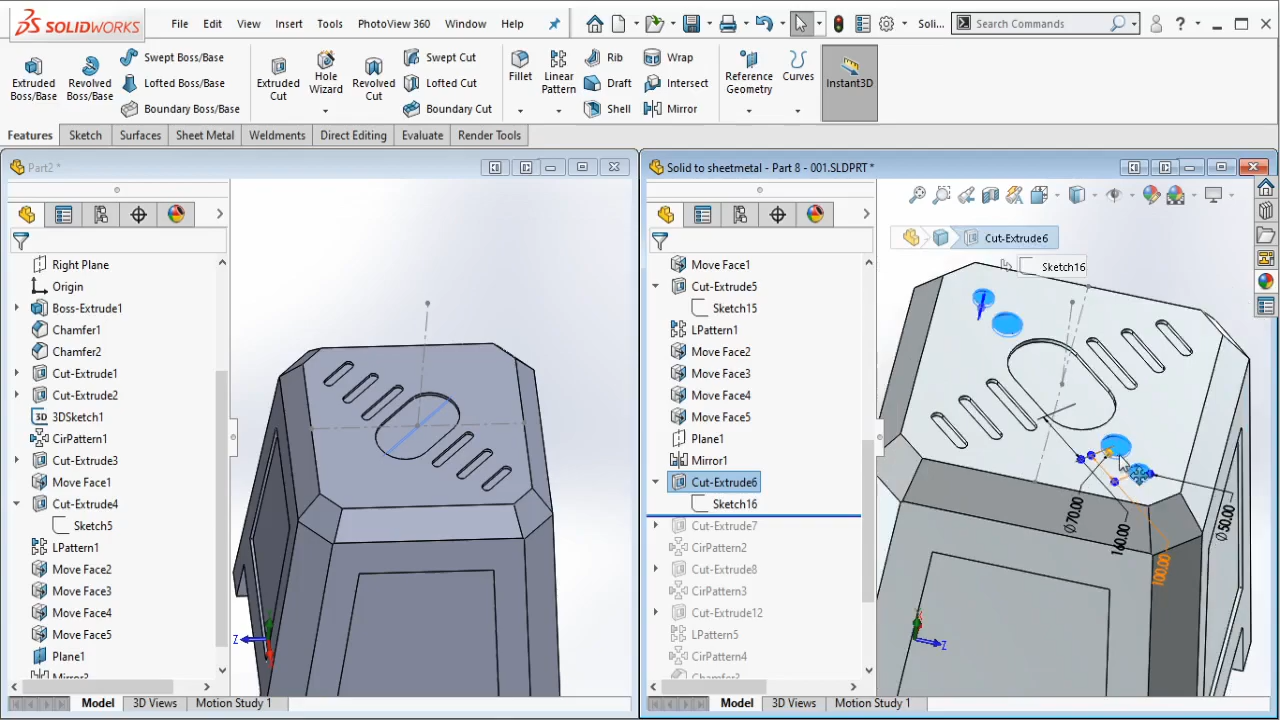 SOLIDWORKS File Edit View Insert Tools PhotoView 360 Window Help Soli... Search Commands
Extruded Boss/Base
Revolved Boss/Base
Swept Boss/Base
Lofted Boss/Base
Boundary Boss/Base
Extruded Cut
Hole Wizard
Revolved Cut
Swept Cut
Lofted Cut
Boundary Cut
Fillet
Linear Pattern
Rib
Draft
Shell
Wrap
Intersect
Mirror
Reference Geometry
Curves
Instant3D
Features Sketch Surfaces Sheet Metal Weldments Direct Editing Evaluate Render Tools
Part2 *
Right Plane
Origin
Boss-Extrude1
Chamfer1
Chamfer2
Cut-Extrude1
Cut-Extrude2
3D 3DSketch1
CirPattern1
Cut-Extrude3
Move Face1
Cut-Extrude4
Sketch5
LPattern1
Move Face2
Move Face3
Move Face4
Move Face5
Plane1
Z
Model 3D Views Motion Study 1
Solid to sheetmetal - Part 8 - 001.SLDPRT *
Move Face1
Cut-Extrude5
Sketch15
LPattern1
Move Face2
Move Face3
Move Face4
Move Face5
Plane1
Mirror1
Cut-Extrude6
Sketch16
Cut-Extrude7
CirPattern2
Cut-Extrude8
CirPattern3
Cut-Extrude12
LPattern5
CirPattern4
Cut-Extrude6
Sketch16
Ø70.00
160.00
100.00
Ø50.00
Z
Model 3D Views Motion Study 1